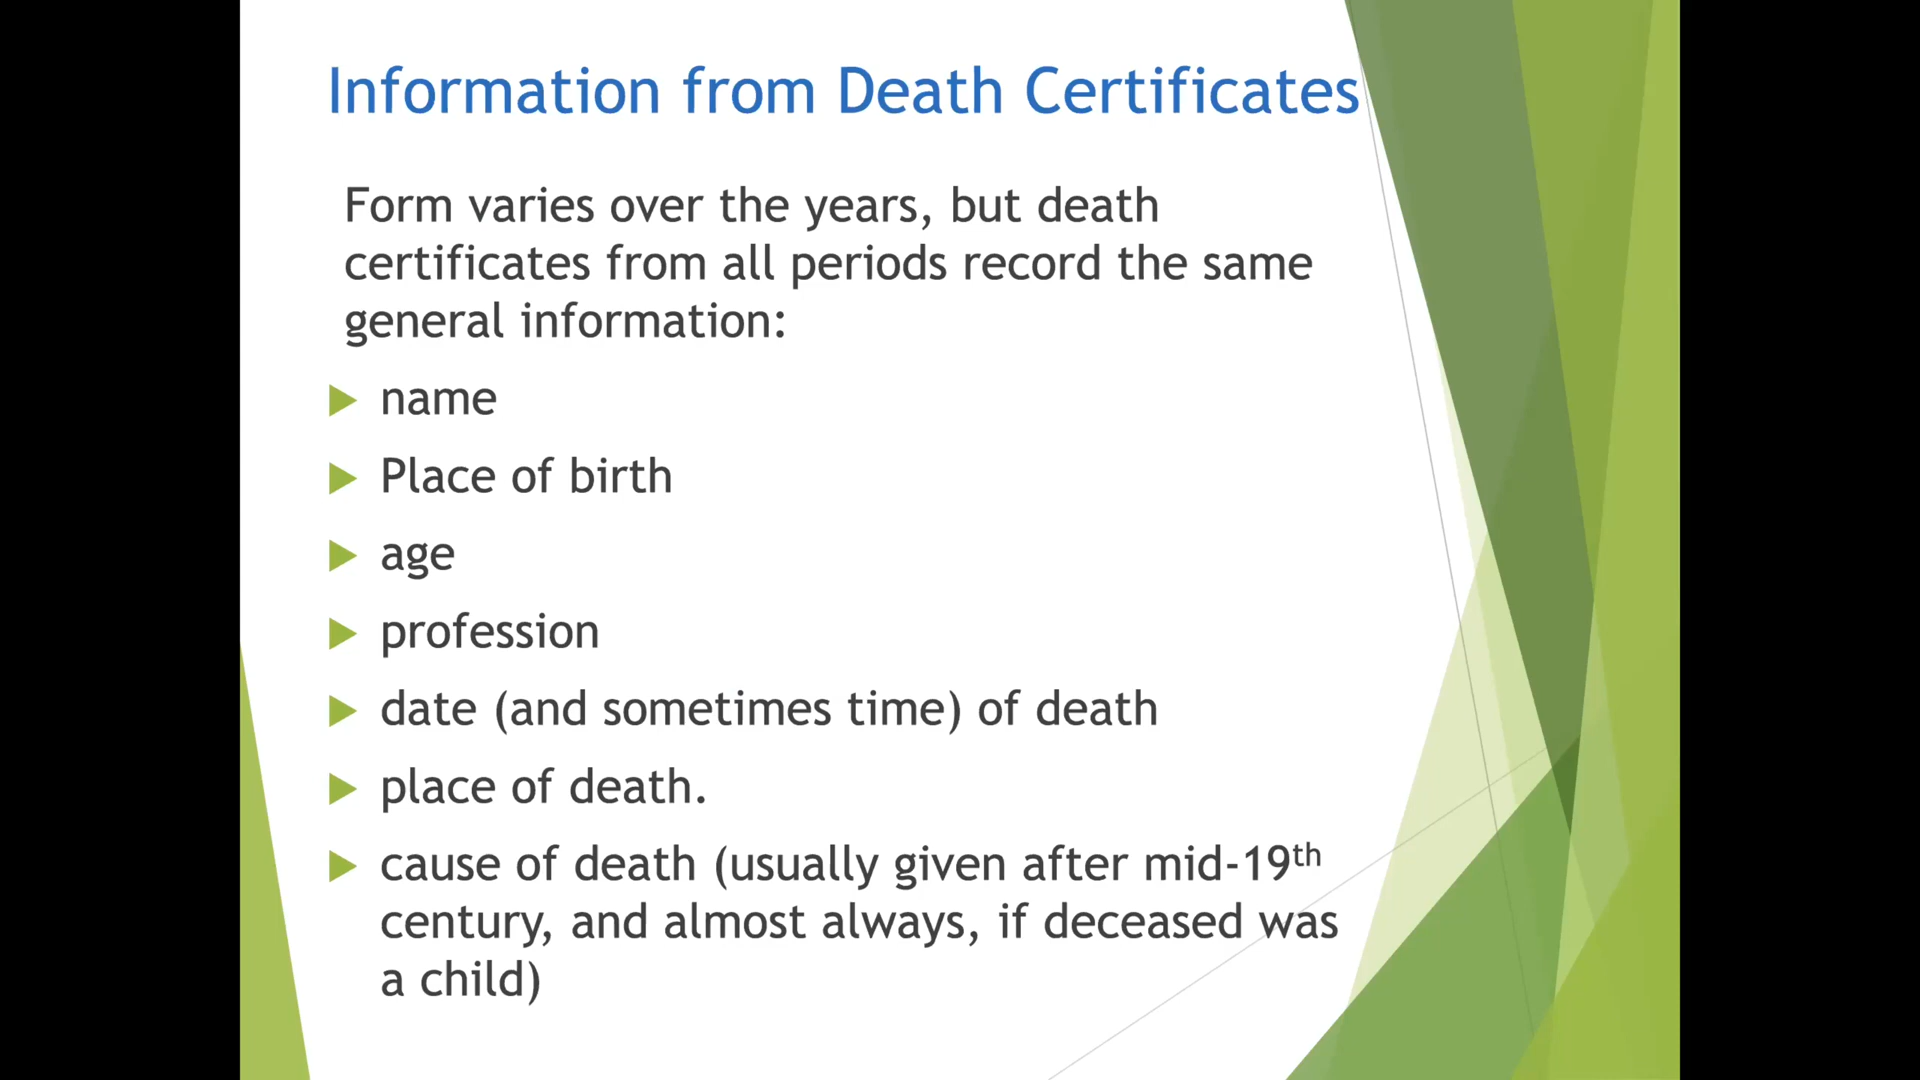 Information from Death Certificates
Form varies over the years, but death
certificates from all periods record the same
general information:
name
Place of birth
age
profession
date (and sometimes time) of death
place of death.
cause of death (usually given after mid-19th
century, and almost always, if deceased was
a child)